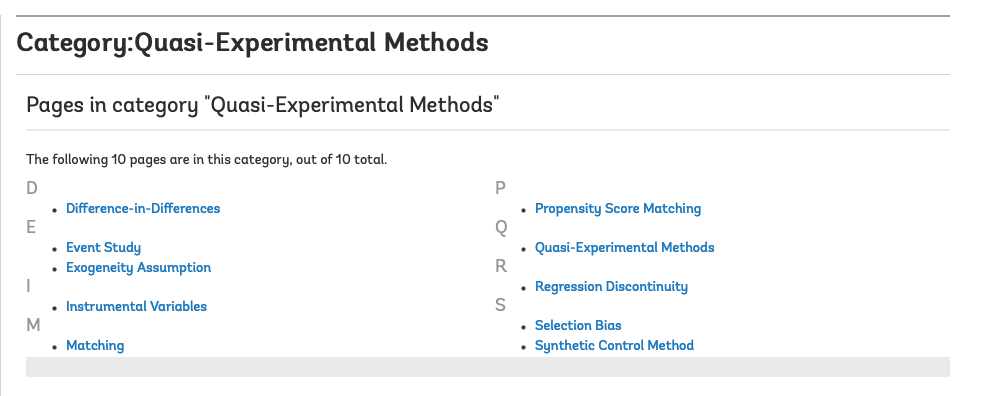 Category:Quasi-Experimental Methods
Pages in category "Quasi-Experimental Methods"
The following 10 pages are in this category, out of 10 total.
D
Difference-in-Differences
E
Event Study
Exogeneity Assumption
I
Instrumental Variables
M
Matching
P
Propensity Score Matching
Q
Quasi-Experimental Methods
R
Regression Discontinuity
S
Selection Bias
Synthetic Control Method